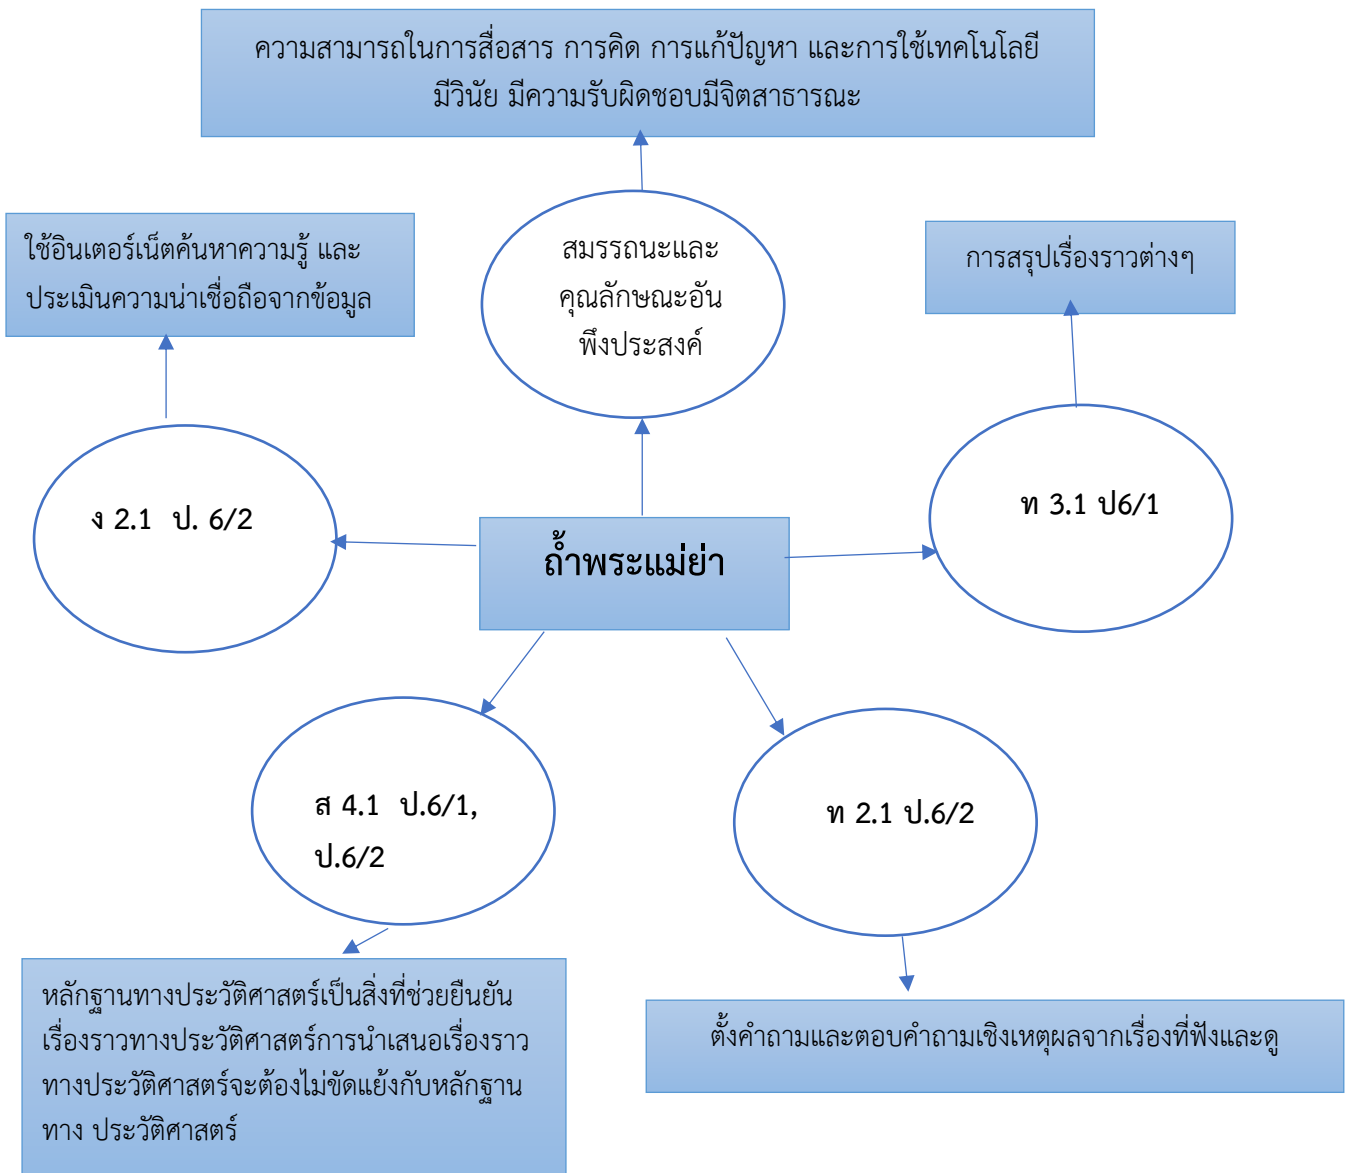 ความสามารถในการสื่อสาร การคิด การแก้ปัญหา และการใช้เทคโนโลยี
มีวินัย มีความรับผิดชอบมีจิตสาธารณะ
ใช้อินเตอร์เน็ตค้นหาความรู้ และ
ประเมินความน่าเชื่อถือจากข้อมูล
สมรรถนะและ
คุณลักษณะอัน
พึงประสงค์
การสรุปเรื่องราวต่างๆ
ง 2.1 ป. 6/2
ท 3.1 ป6/1
ถ้ำพระแม่ย่า
ส 4.1 ป.6/1,
ป.6/2
ท 2.1 ป.6/2
หลักฐานทางประวัติศาสตร์เป็นสิ่งที่ช่วยยืนยัน
เรื่องราวทางประวัติศาสตร์การนำเสนอเรื่องราว
ทางประวัติศาสตร์จะต้องไม่ขัดแย้งกับหลักฐาน
ทาง ประวัติศาสตร์
ตั้งคำถามและตอบคำถามเชิงเหตุผลจากเรื่องที่ฟังและดู